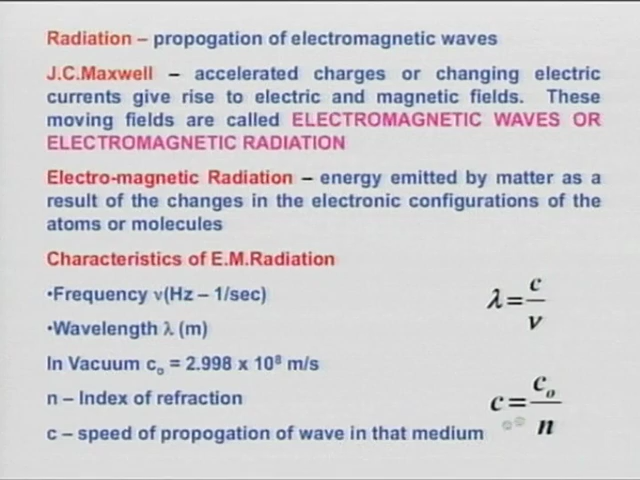 Radiation – propogation of electromagnetic waves
J.C.Maxwell – accelerated charges or changing electric
currents give rise to electric and magnetic fields. These
moving fields are called ELECTROMAGNETIC WAVES OR
ELECTROMAGNETIC RADIATION
Electro-magnetic Radiation – energy emitted by matter as a
result of the changes in the electronic configurations of the
atoms or molecules
Characteristics of E.M.Radiation
•Frequency ν(Hz – 1/sec)
λ = c/ν
•Wavelength λ (m)
In Vacuum cₒ = 2.998 x 10⁸ m/s
n – Index of refraction
c = cₒ/n
c – speed of propogation of wave in that medium